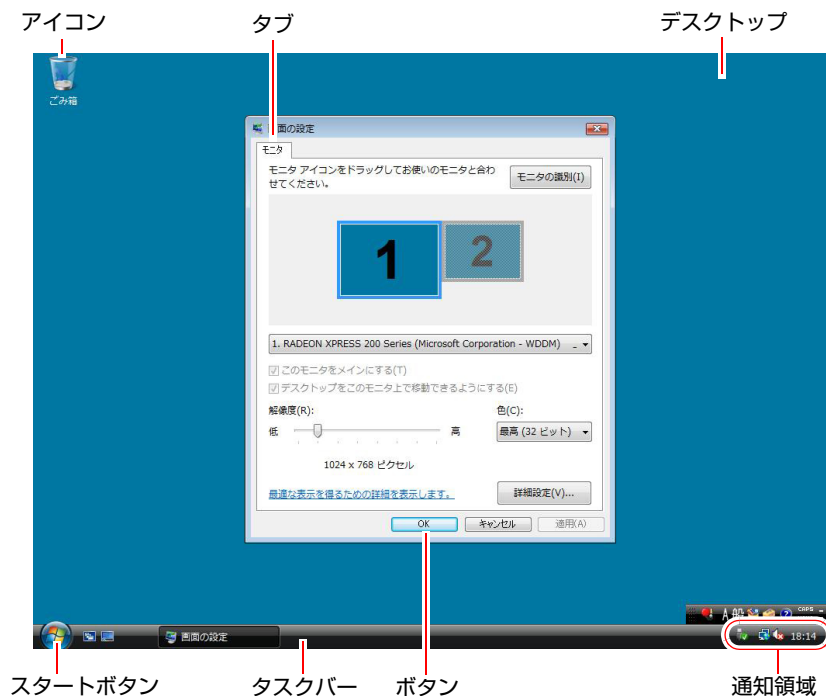 アイコン
タブ
デスクトップ
ごみ箱
面の設定
モニタ
モニタ アイコンをドラッグしてお使いのモニタと合わ
せてください。
モニタの識別(I)
1
2
1. RADEON XPRESS 200 Series (Microsoft Corporation - WDDM) _
このモニタをメインにする(T)
デスクトップをこのモニタ上で移動できるようにする(E)
解像度(R):
色(C):
低
高
最高 (32 ビット)
1024 x 768 ピクセル
最適な表示を得るための詳細を表示します。
詳細設定(V)...
OK
キャンセル
適用(A)
A 般
CAPS
画面の設定
18:14
スタートボタン
タスクバー
ボタン
通知領域